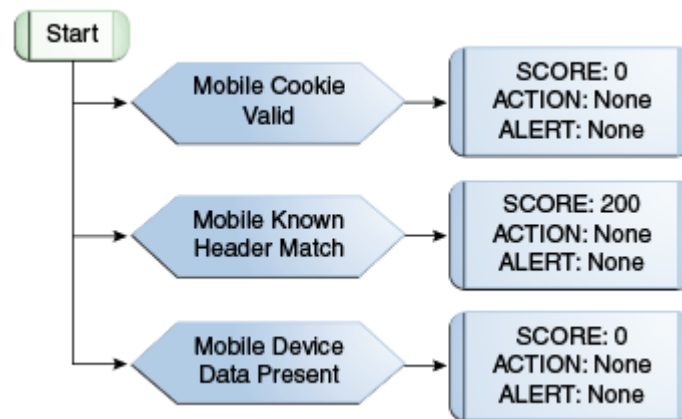 Start
Mobile Cookie
Valid
SCORE: 0
ACTION: None
ALERT: None
Mobile Known
Header Match
SCORE: 200
ACTION: None
ALERT: None
Mobile Device
Data Present
SCORE: 0
ACTION: None
ALERT: None